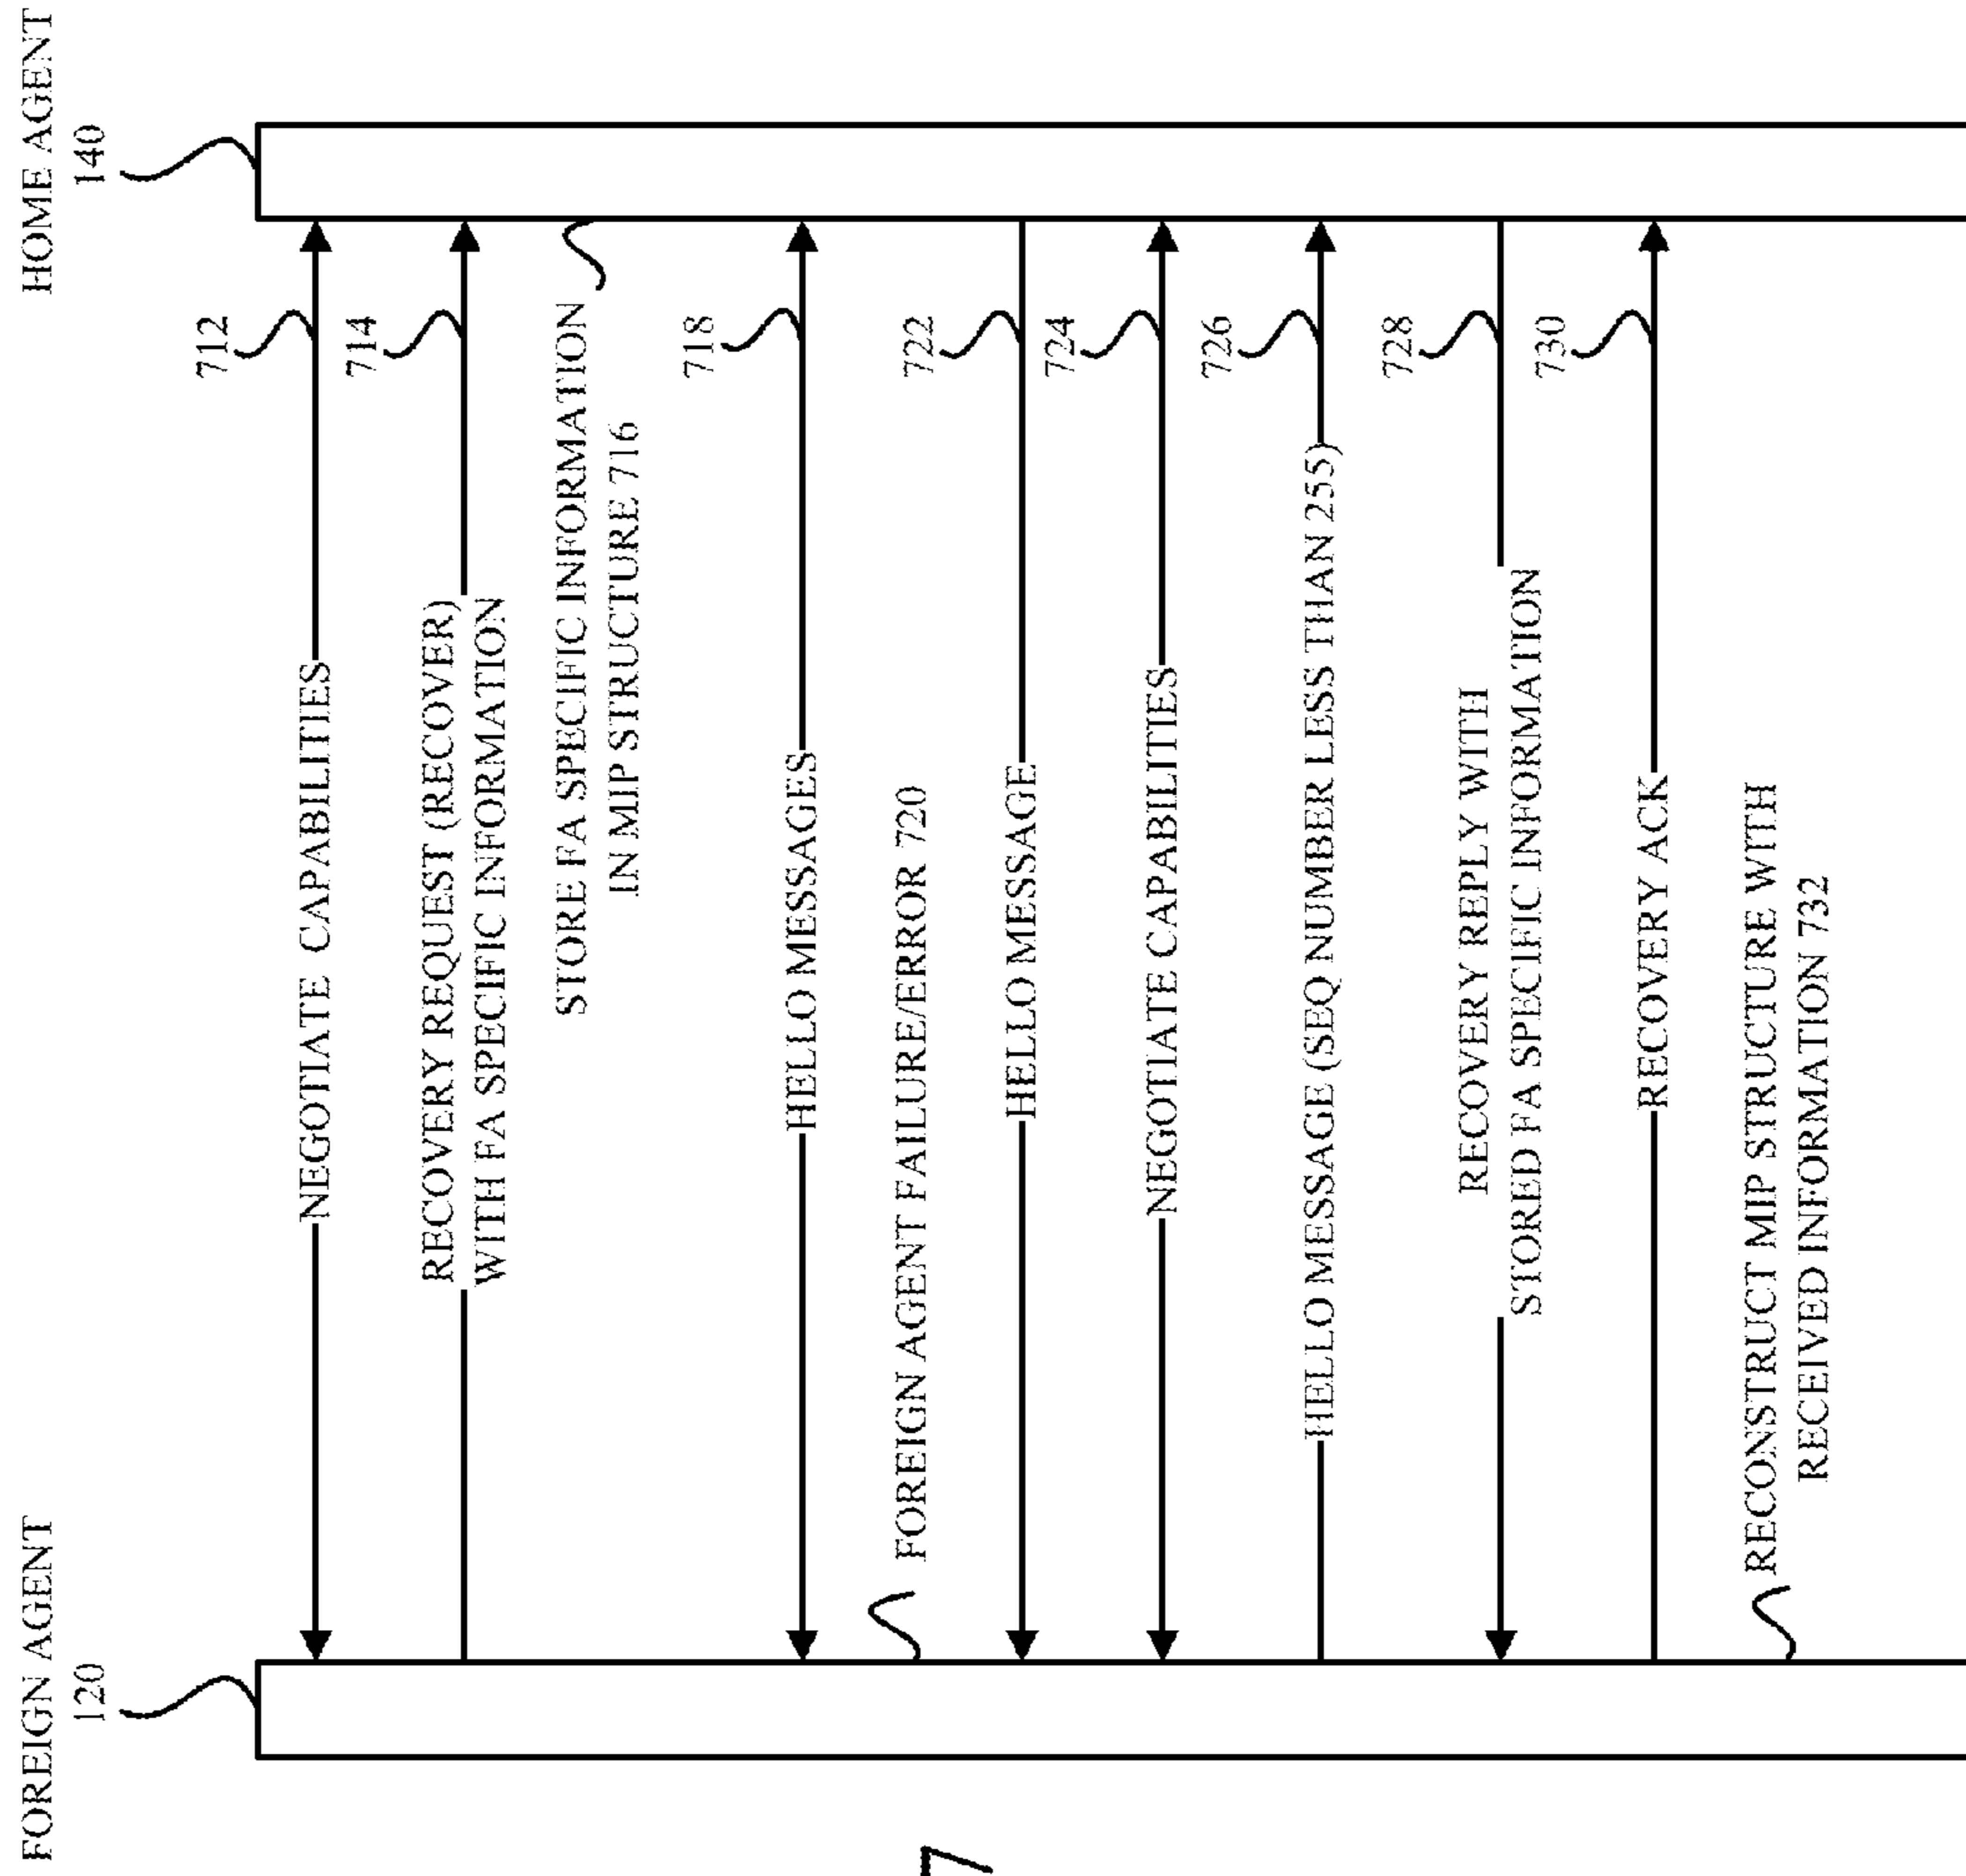 FOREIGN AGENT
120
HOME AGENT
140
NEGOTIATE CAPABILITIES
712
RECOVERY REQUEST (RECOVER)
WITH FA SPECIFIC INFORMATION
714
STORE FA SPECIFIC INFORMATION
IN MIP STRUCTURE 716
HELLO MESSAGES
718
FOREIGN AGENT FAILURE/ERROR 720
HELLO MESSAGE
722
NEGOTIATE CAPABILITIES
724
HELLO MESSAGE (SEQ NUMBER LESS THAN 255)
726
RECOVERY REPLY WITH
STORED FA SPECIFIC INFORMATION
728
RECOVERY ACK
730
RECONSTRUCT MIP STRUCTURE WITH
RECEIVED INFORMATION 732
7